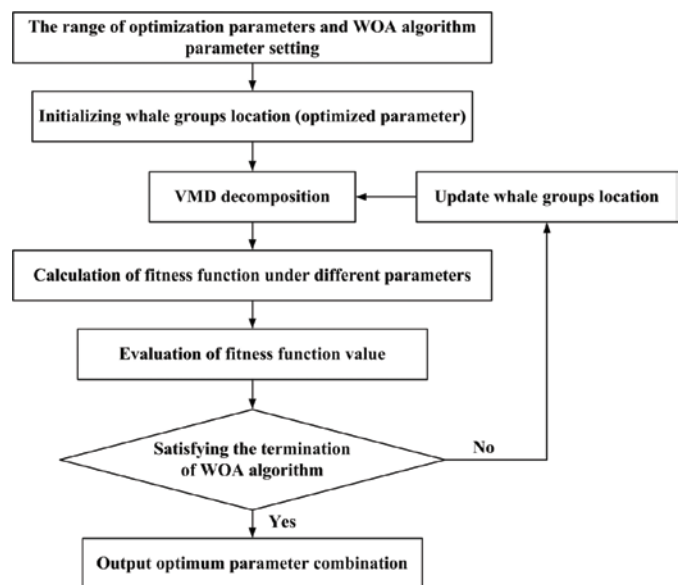 The range of optimization parameters and WOA algorithm
parameter setting
Initializing whale groups location (optimized parameter)
VMD decomposition
Update whale groups location
Calculation of fitness function under different parameters
Evaluation of fitness function value
Satisfying the termination
of WOA algorithm
No
Yes
Output optimum parameter combination